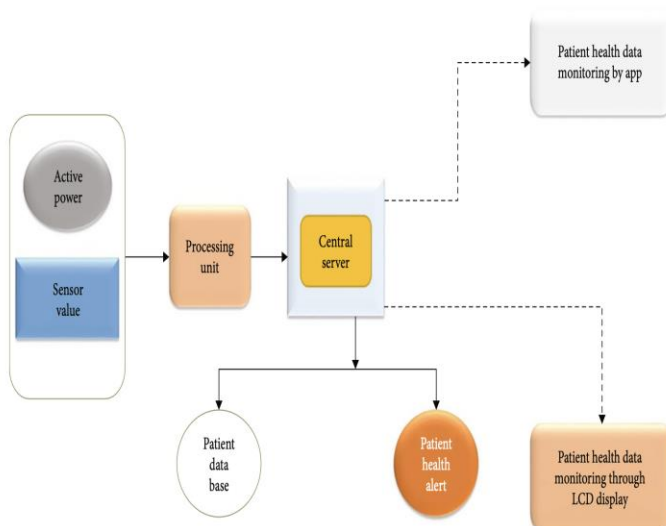 Patient health data
monitoring by app
Active
power
Processing
unit
Central
server
Sensor
value
Patient
data
base
Patient
health
alert
Patient health data
monitoring through
LCD display